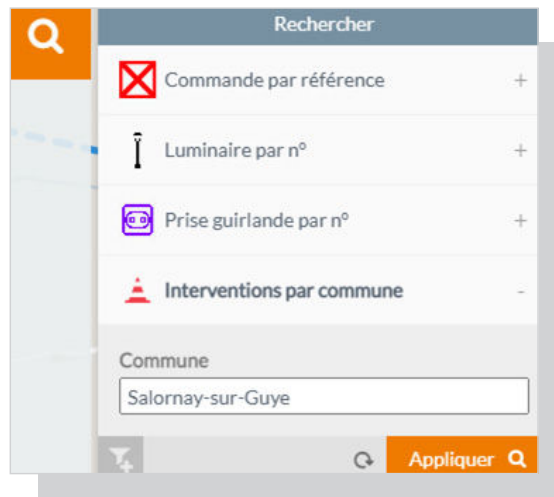 Rechercher
Commande par référence +
Luminaire par n° +
Prise guirlande par n° +
Interventions par commune -
Commune
Salornay-sur-Guye
Appliquer